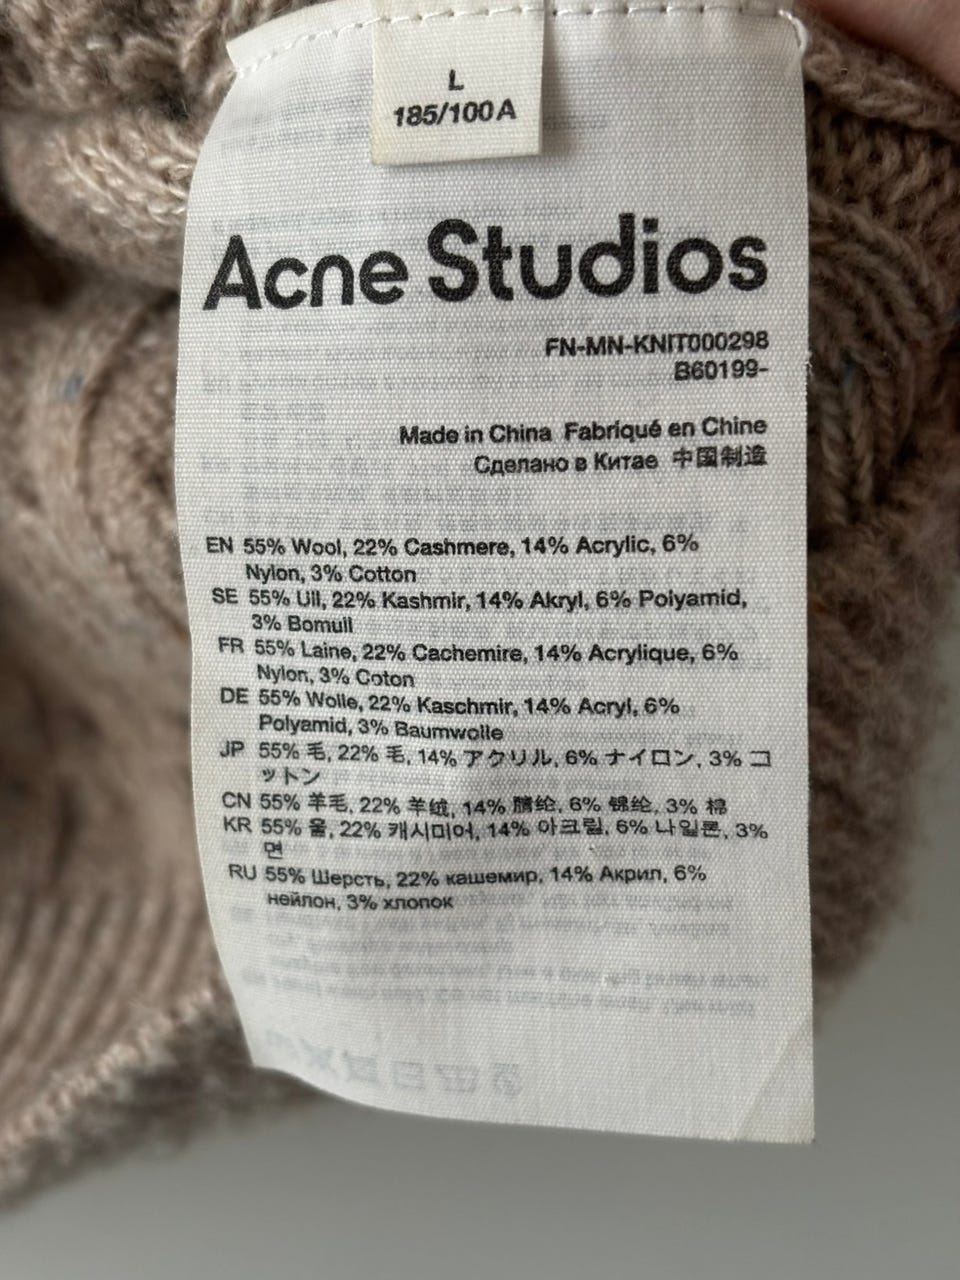 L
185/100A
Acne Studios
FN-MN-KNIT000298
B60199-
Made in China Fabriqué en Chine
Сделано в Китае 中国制造
EN 55% Wool, 22% Cashmere, 14% Acrylic, 6%
Nylon, 3% Cotton
SE 55% Ull, 22% Kashmir, 14% Akryl, 6% Polyamid,
3% Bomull
FR 55% Laine, 22% Cachemire, 14% Acrylique, 6%
Nylon, 3% Coton
DE 55% Wolle, 22% Kaschmir, 14% Acryl, 6%
Polyamid, 3% Baumwolle
JP 55% 毛, 22% 毛, 14% アクリル, 6% ナイロン, 3% コ
ットン
CN 55% 羊毛, 22% 羊绒, 14% 腈纶, 6% 锦纶, 3% 棉
KR 55% 울, 22% 캐시미어, 14% 아크릴, 6% 나일론, 3%
면
RU 55% Шерсть, 22% кашемир, 14% Акрил, 6%
нейлон, 3% хлопок